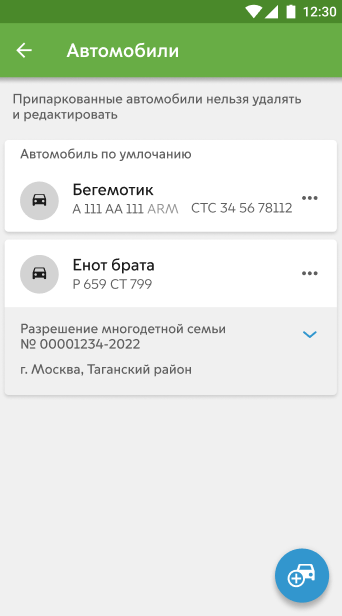 12:30
Автомобили
Припаркованные автомобили нельзя удалять
и редактировать
Автомобиль по умлочанию
Бегемотик
А 111 АА 111 ARM СТС 34 56 78112
Енот брата
Р 659 СТ 799
Разрешение многодетной семьи
№ 00001234-2022
г. Москва, Таганский район